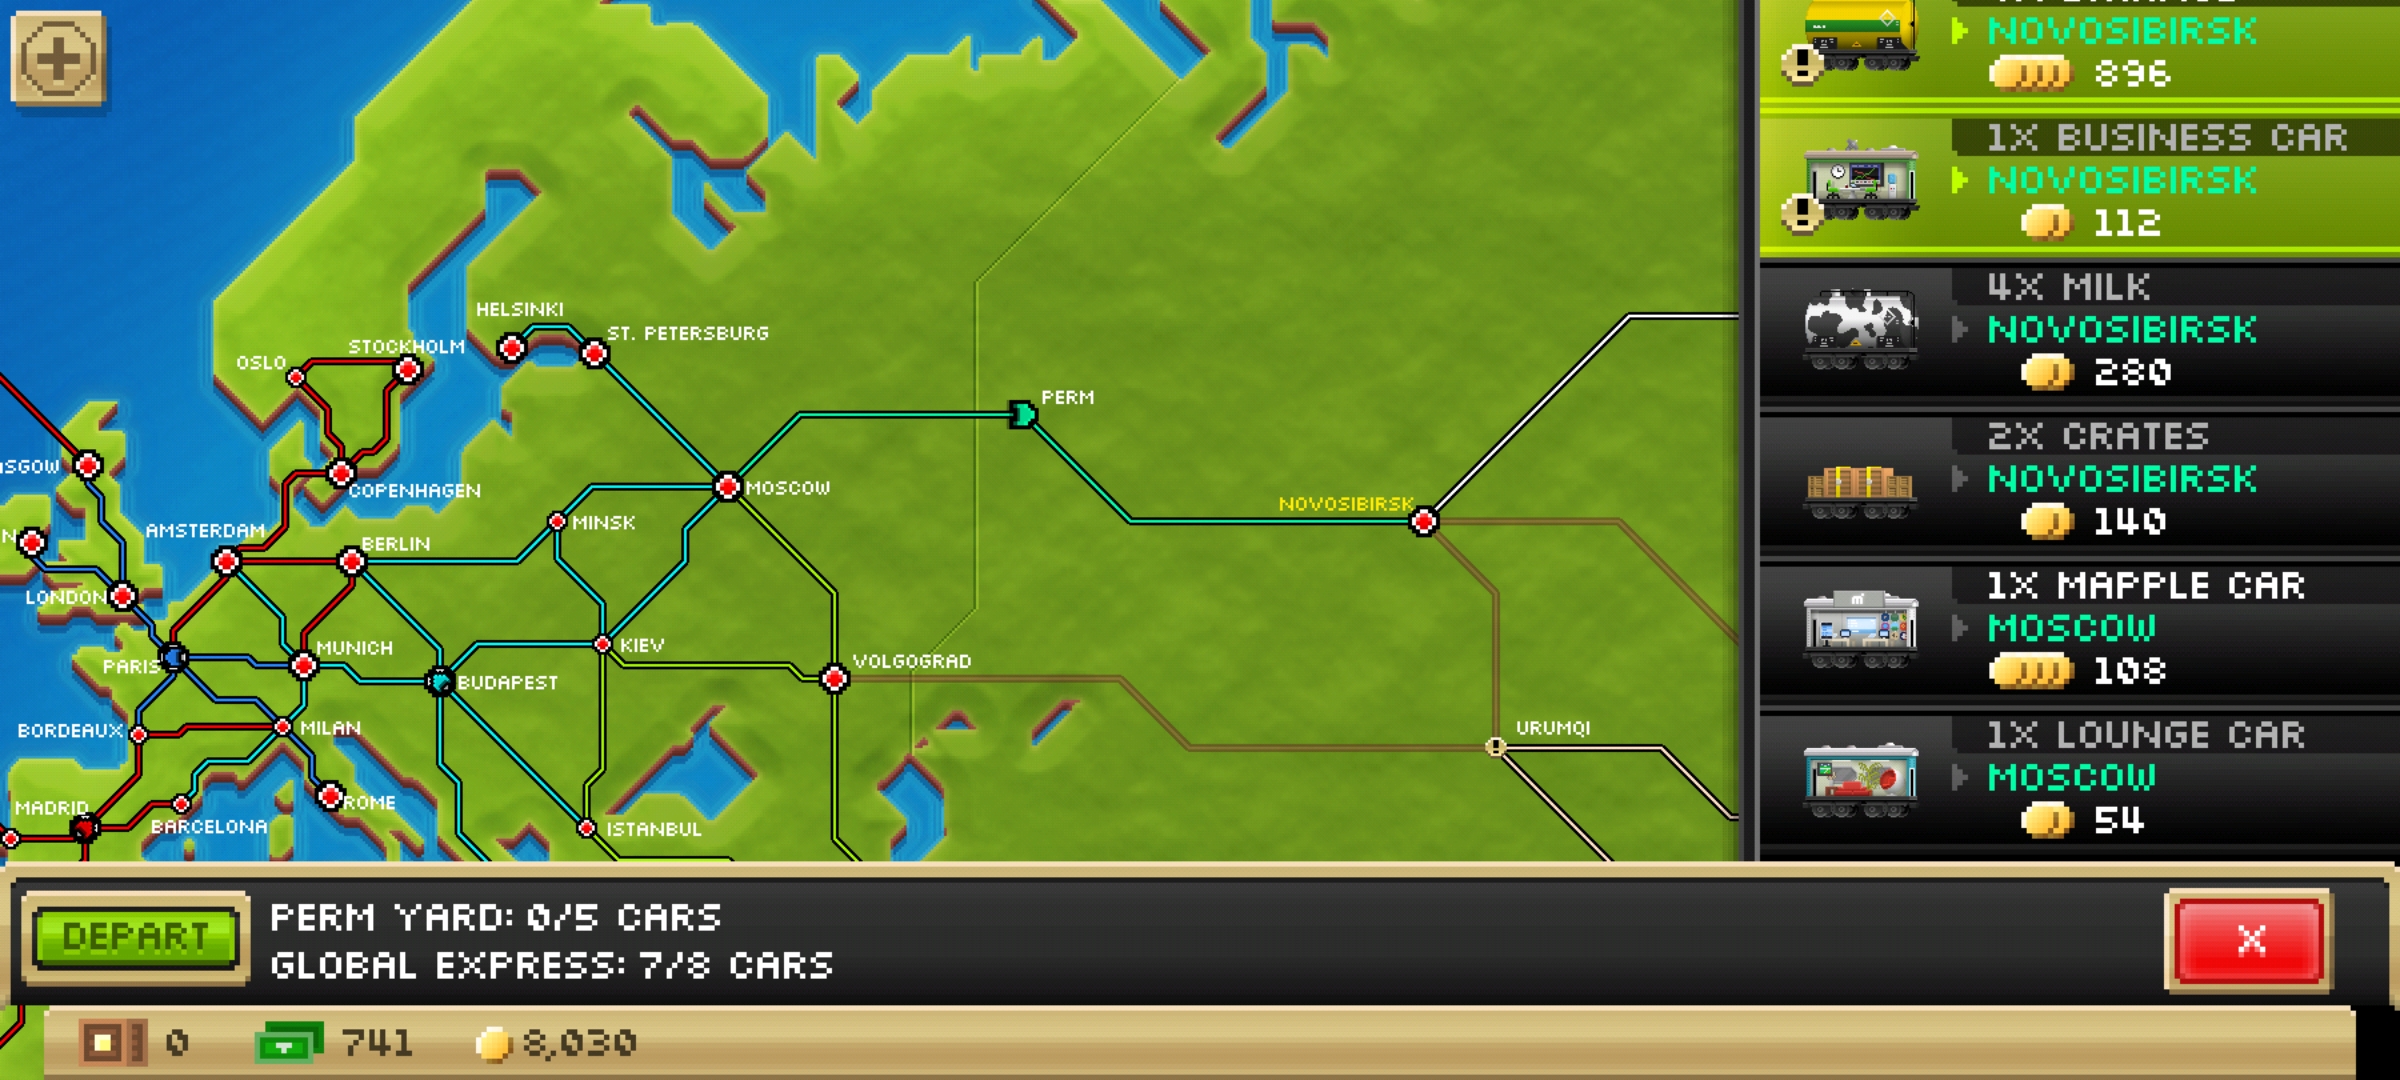 NOVOSIBIRSK
896
1X BUSINESS CAR
NOVOSIBIRSK
112
4X MILK
NOVOSIBIRSK
280
2X CRATES
NOVOSIBIRSK
140
1X MAPPLE CAR
MOSCOW
108
1X LOUNGE CAR
MOSCOW
54
HELSINKI
ST. PETERSBURG
STOCKHOLM
OSLO
PERM
SGOW
COPENHAGEN
MOSCOW
NOVOSIBIRSK
MINSK
AMSTERDAM
N
BERLIN
LONDON
MUNICH
KIEV
PARIS
VOLGOGRAD
BUDAPEST
BORDEAUX
MILAN
URUMQI
MADRID
ROME
BARCELONA
ISTANBUL
DEPART
PERM YARD: 0/5 CARS
GLOBAL EXPRESS: 7/8 CARS
X
0
741
8,030